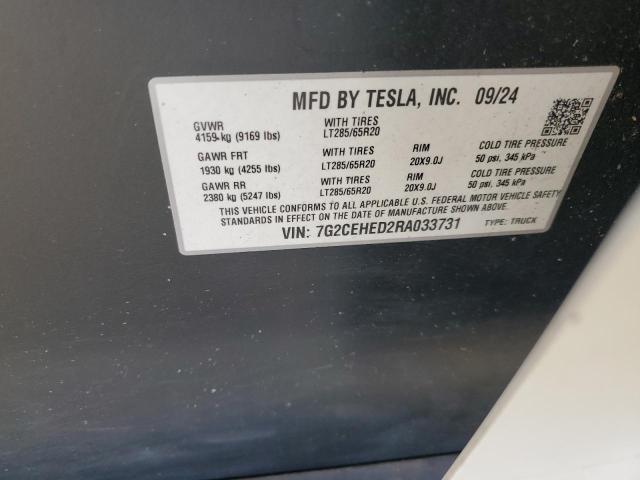 MFD BY TESLA, INC. 09/24
GVWR WITH TIRES
4159 kg (9169 lbs) LT285/65R20
GAWR FRT WITH TIRES RIM COLD TIRE PRESSURE
1930 kg (4255 lbs) LT285/65R20 20X9.0J 50 psi, 345 kPa
GAWR RR WITH TIRES RIM COLD TIRE PRESSURE
2380 kg (5247 lbs) LT285/65R20 20X9.0J 50 psi, 345 kPa
THIS VEHICLE CONFORMS TO ALL APPLICABLE U.S. FEDERAL MOTOR VEHICLE SAFETY
STANDARDS IN EFFECT ON THE DATE OF MANUFACTURE SHOWN ABOVE.
VIN: 7G2CEHED2RA033731 TYPE: TRUCK